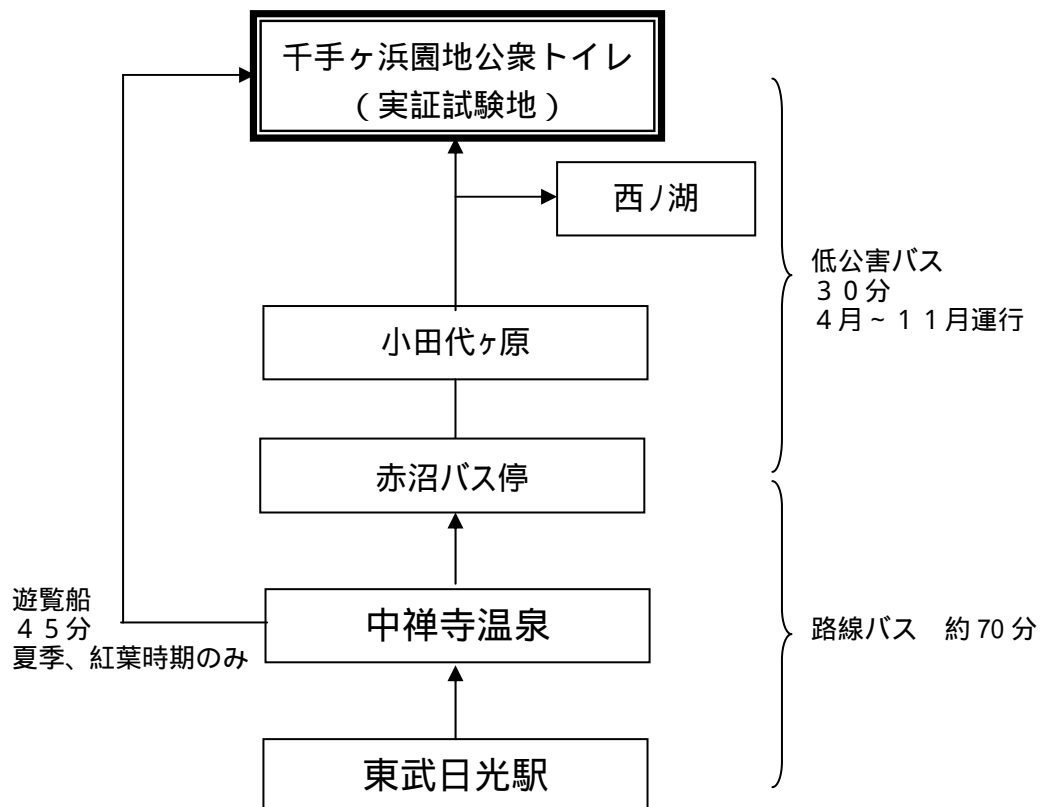 千手ヶ浜園地公衆トイレ
（実証試験地）
西ノ湖
低公害バス
３０分
４月～１１月運行
小田代ヶ原
赤沼バス停
遊覧船
４５分
夏季、紅葉時期のみ
中禅寺温泉
路線バス　約70分
東武日光駅